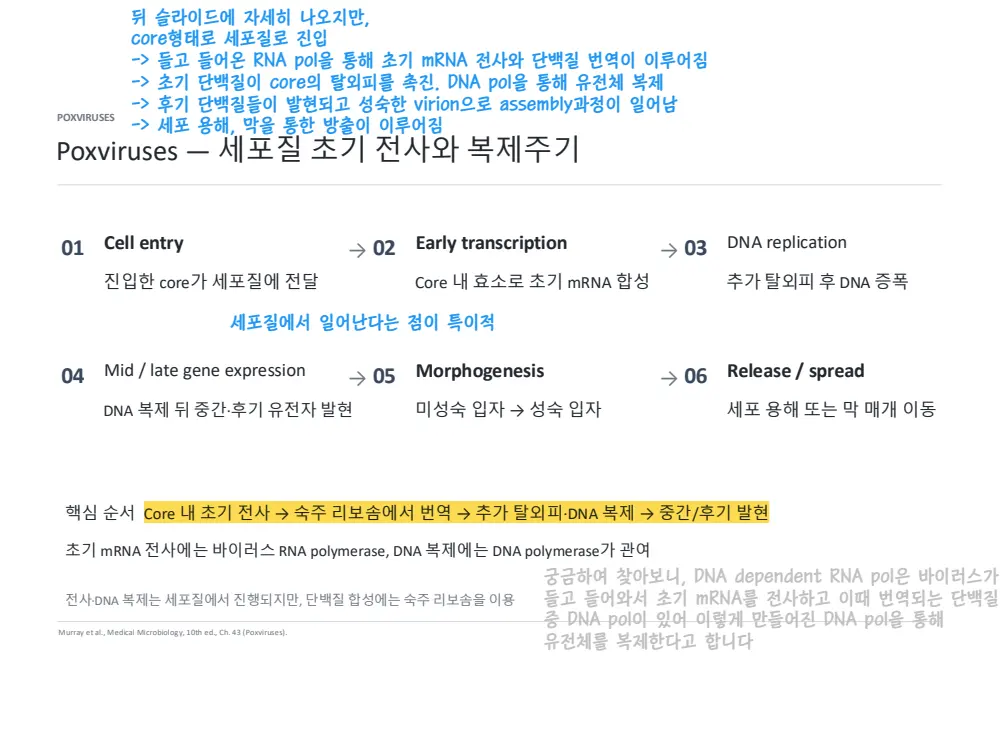 뒤 슬라이드에 자세히 나오지만,
core형태로 세포질로 진입
-> 들고 들어온 RNA pol을 통해 초기 mRNA 전사와 단백질 번역이 이루어짐
-> 초기 단백질이 core의 탈외피를 촉진. DNA pol을 통해 유전체 복제
-> 후기 단백질들이 발현되고 성숙한 virion으로 assembly과정이 일어남
-> 세포 용해, 막을 통한 방출이 이루어짐
POXVIRUSES
Poxviruses — 세포질 초기 전사와 복제주기
01 Cell entry → 02 Early transcription → 03 DNA replication
진입한 core가 세포질에 전달 Core 내 효소로 초기 mRNA 합성 추가 탈외피 후 DNA 증폭
세포질에서 일어난다는 점이 특이적
04 Mid / late gene expression → 05 Morphogenesis → 06 Release / spread
DNA 복제 뒤 중간·후기 유전자 발현 미성숙 입자 → 성숙 입자 세포 용해 또는 막 매개 이동
핵심 순서 Core 내 초기 전사 → 숙주 리보솜에서 번역 → 추가 탈외피·DNA 복제 → 중간/후기 발현
초기 mRNA 전사에는 바이러스 RNA polymerase, DNA 복제에는 DNA polymerase가 관여
전사·DNA 복제는 세포질에서 진행되지만, 단백질 합성에는 숙주 리보솜을 이용
궁금하여 찾아보니, DNA dependent RNA pol은 바이러스가
들고 들어와서 초기 mRNA를 전사하고 이때 번역되는 단백질
중 DNA pol이 있어 이렇게 만들어진 DNA pol을 통해
유전체를 복제한다고 합니다
Murray et al., Medical Microbiology, 10th ed., Ch. 43 (Poxviruses).